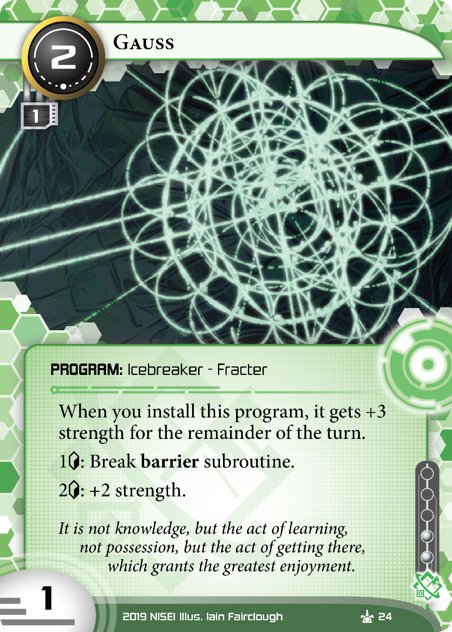 2
Gauss
1
PROGRAM: Icebreaker - Fracter
When you install this program, it gets +3
strength for the remainder of the turn.
1: Break barrier subroutine.
2: +2 strength.
It is not knowledge, but the act of learning,
not possession, but the act of getting there,
which grants the greatest enjoyment.
1
2019 NISEI Illus. Iain Fairclough
24